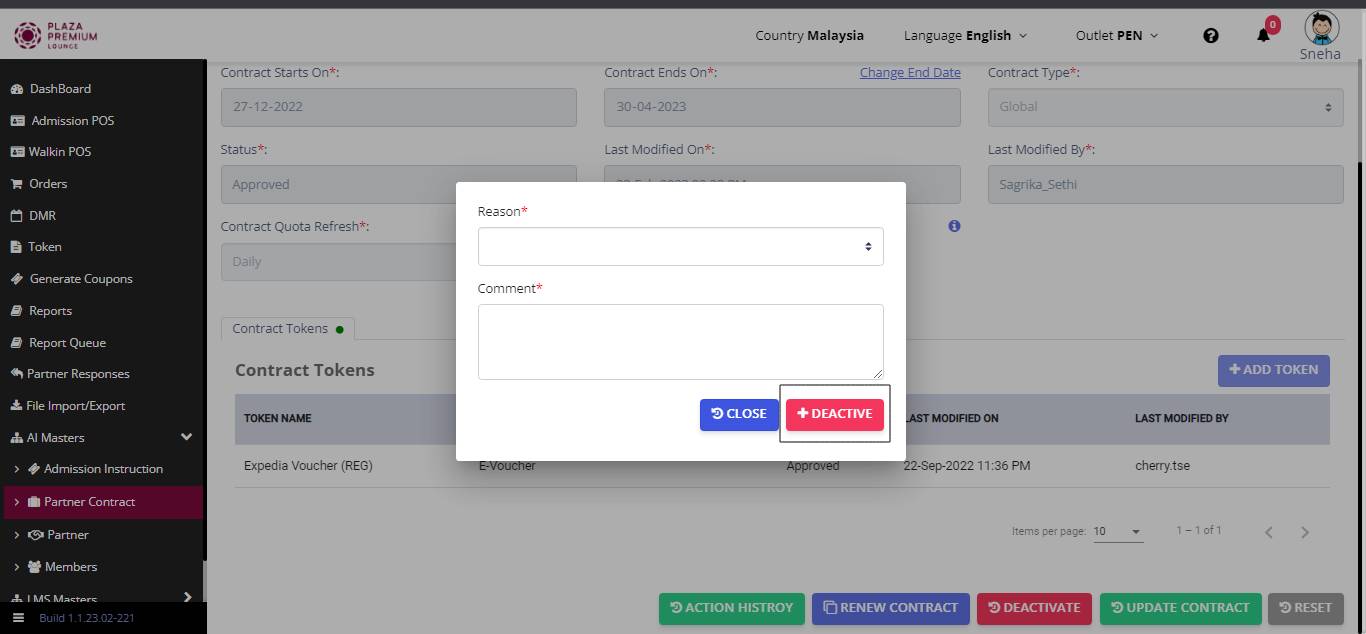 PLAZA
PREMIUM
LOUNGE
Country Malaysia
Language English
Outlet PEN
0
Sneha
DashBoard
Admission POS
Walkin POS
Orders
DMR
Token
Generate Coupons
Reports
Report Queue
Partner Responses
File Import/Export
AI Masters
Admission Instruction
Partner Contract
Partner
Members
LMS Masters
Build 1.1.23.02-221
Contract Starts On*:
Contract Ends On*:
Change End Date
Contract Type*:
27-12-2022
30-04-2023
Global
Status*:
Last Modified On*:
Last Modified By*:
Approved
Sagrika_Sethi
Contract Quota Refresh*:
Daily
Reason*
Comment*
CLOSE
DEACTIVE
Contract Tokens
Contract Tokens
ADD TOKEN
TOKEN NAME
LAST MODIFIED ON
LAST MODIFIED BY
Expedia Voucher (REG)
E-Voucher
Approved
22-Sep-2022 11:36 PM
cherry.tse
Items per page: 10
1 – 1 of 1
ACTION HISTROY
RENEW CONTRACT
DEACTIVATE
UPDATE CONTRACT
RESET